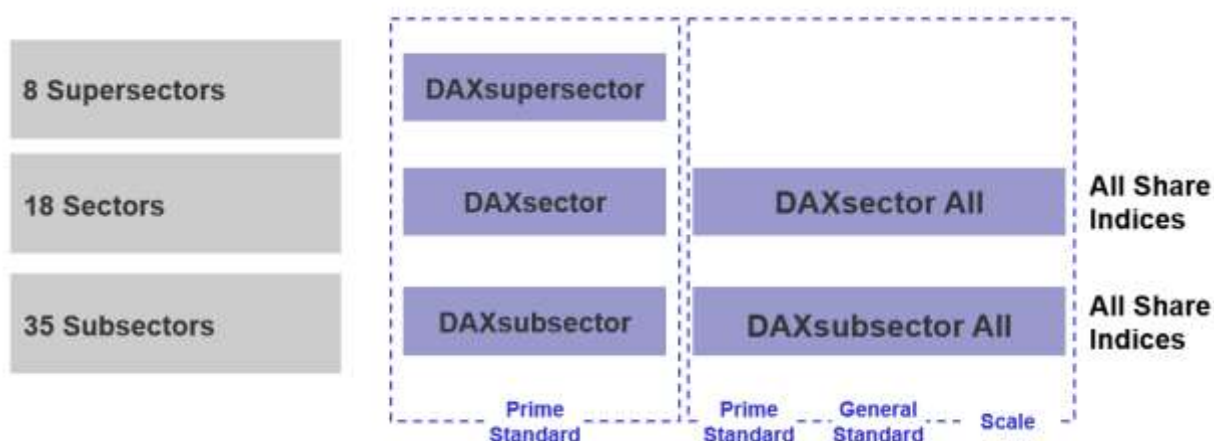 8 Supersectors
DAXsupersector
18 Sectors
DAXsector
DAXsector All
All Share
Indices
35 Subsectors
DAXsubsector
DAXsubsector All
All Share
Indices
Prime
Standard
Prime
Standard
General
Standard
Scale